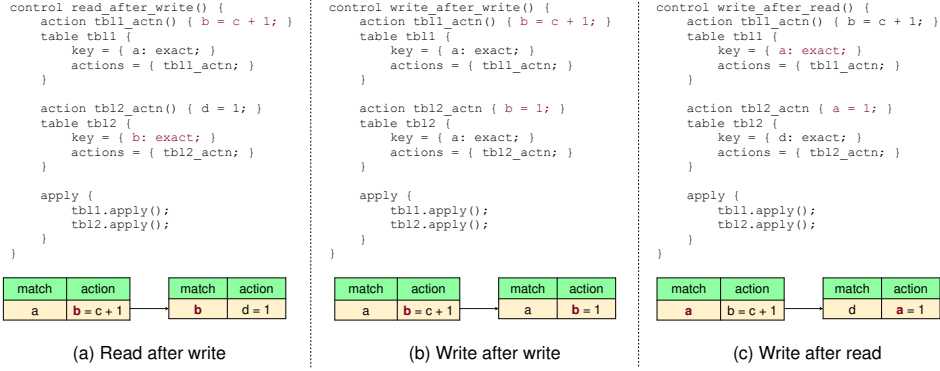 control read_after_write() {
    action tbl1_actn() { b = c + 1; }
    table tbl1 {
        key = { a: exact; }
        actions = { tbl1_actn; }
    }

    action tbl2_actn() { d = 1; }
    table tbl2 {
        key = { b: exact; }
        actions = { tbl2_actn; }
    }

    apply {
        tbl1.apply();
        tbl2.apply();
    }
}
match action match action
a b = c + 1 b d = 1
(a) Read after write
control write_after_write() {
    action tbl1_actn() { b = c + 1; }
    table tbl1 {
        key = { a: exact; }
        actions = { tbl1_actn; }
    }

    action tbl2_actn { b = 1; }
    table tbl2 {
        key = { a: exact; }
        actions = { tbl2_actn; }
    }

    apply {
        tbl1.apply();
        tbl2.apply();
    }
}
match action match action
a b = c + 1 a b = 1
(b) Write after write
control write_after_read() {
    action tbl1_actn() { b = c + 1; }
    table tbl1 {
        key = { a: exact; }
        actions = { tbl1_actn; }
    }

    action tbl2_actn { a = 1; }
    table tbl2 {
        key = { d: exact; }
        actions = { tbl2_actn; }
    }

    apply {
        tbl1.apply();
        tbl2.apply();
    }
}
match action match action
a b = c + 1 d a = 1
(c) Write after read